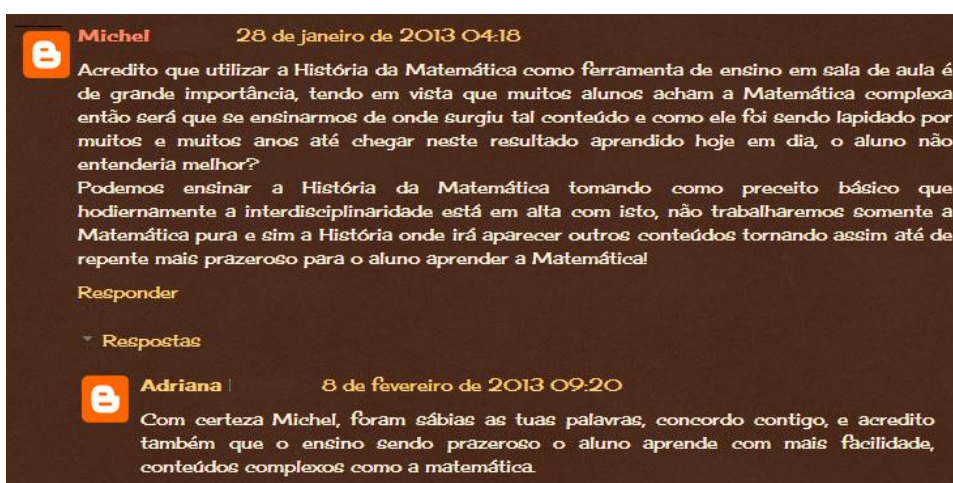 Michel 28 de janeiro de 2013 04:18
Acredito que utilizar a História da Matemática como ferramenta de ensino em sala de aula é
de grande importância, tendo em vista que muitos alunos acham a Matemática complexa
então será que se ensinarmos de onde surgiu tal conteúdo e como ele foi sendo lapidado por
muitos e muitos anos até chegar neste resultado aprendido hoje em dia, o aluno não
entenderia melhor?
Podemos ensinar a História da Matemática tomando como preceito básico que
hodiernamente a interdisciplinaridade está em alta com isto, não trabalharemos somente a
Matemática pura e sim a História onde irá aparecer outros conteúdos tornando assim até de
repente mais prazeroso para o aluno aprender a Matemática!
Responder
Respostas
Adriana 8 de fevereiro de 2013 09:20
Com certeza Michel, foram sábias as tuas palavras, concordo contigo, e acredito
também que o ensino sendo prazeroso o aluno aprende com mais facilidade,
conteúdos complexos como a matemática.